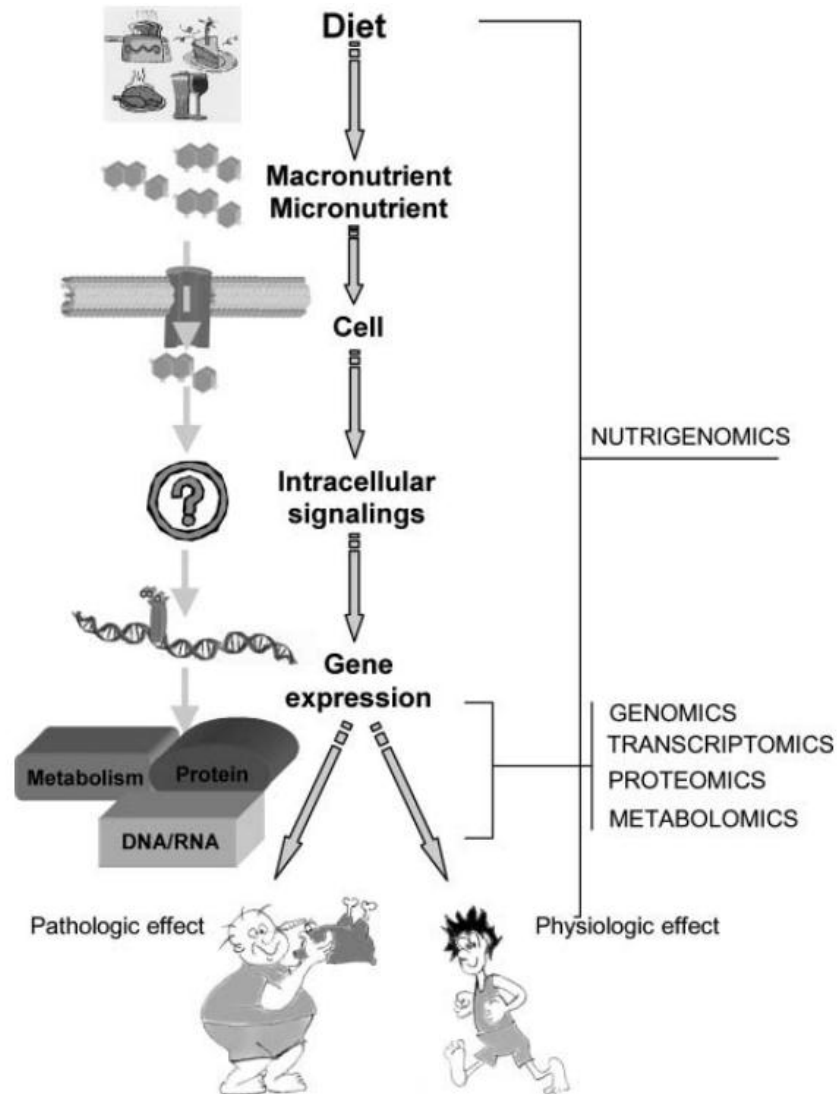 Diet
Macronutrient
Micronutrient
Cell
NUTRIGENOMICS
Intracellular
signalings
?
Gene
expression
GENOMICS
TRANSCRIPTOMICS
PROTEOMICS
METABOLOMICS
Metabolism
Protein
DNA/RNA
Pathologic effect
Physiologic effect